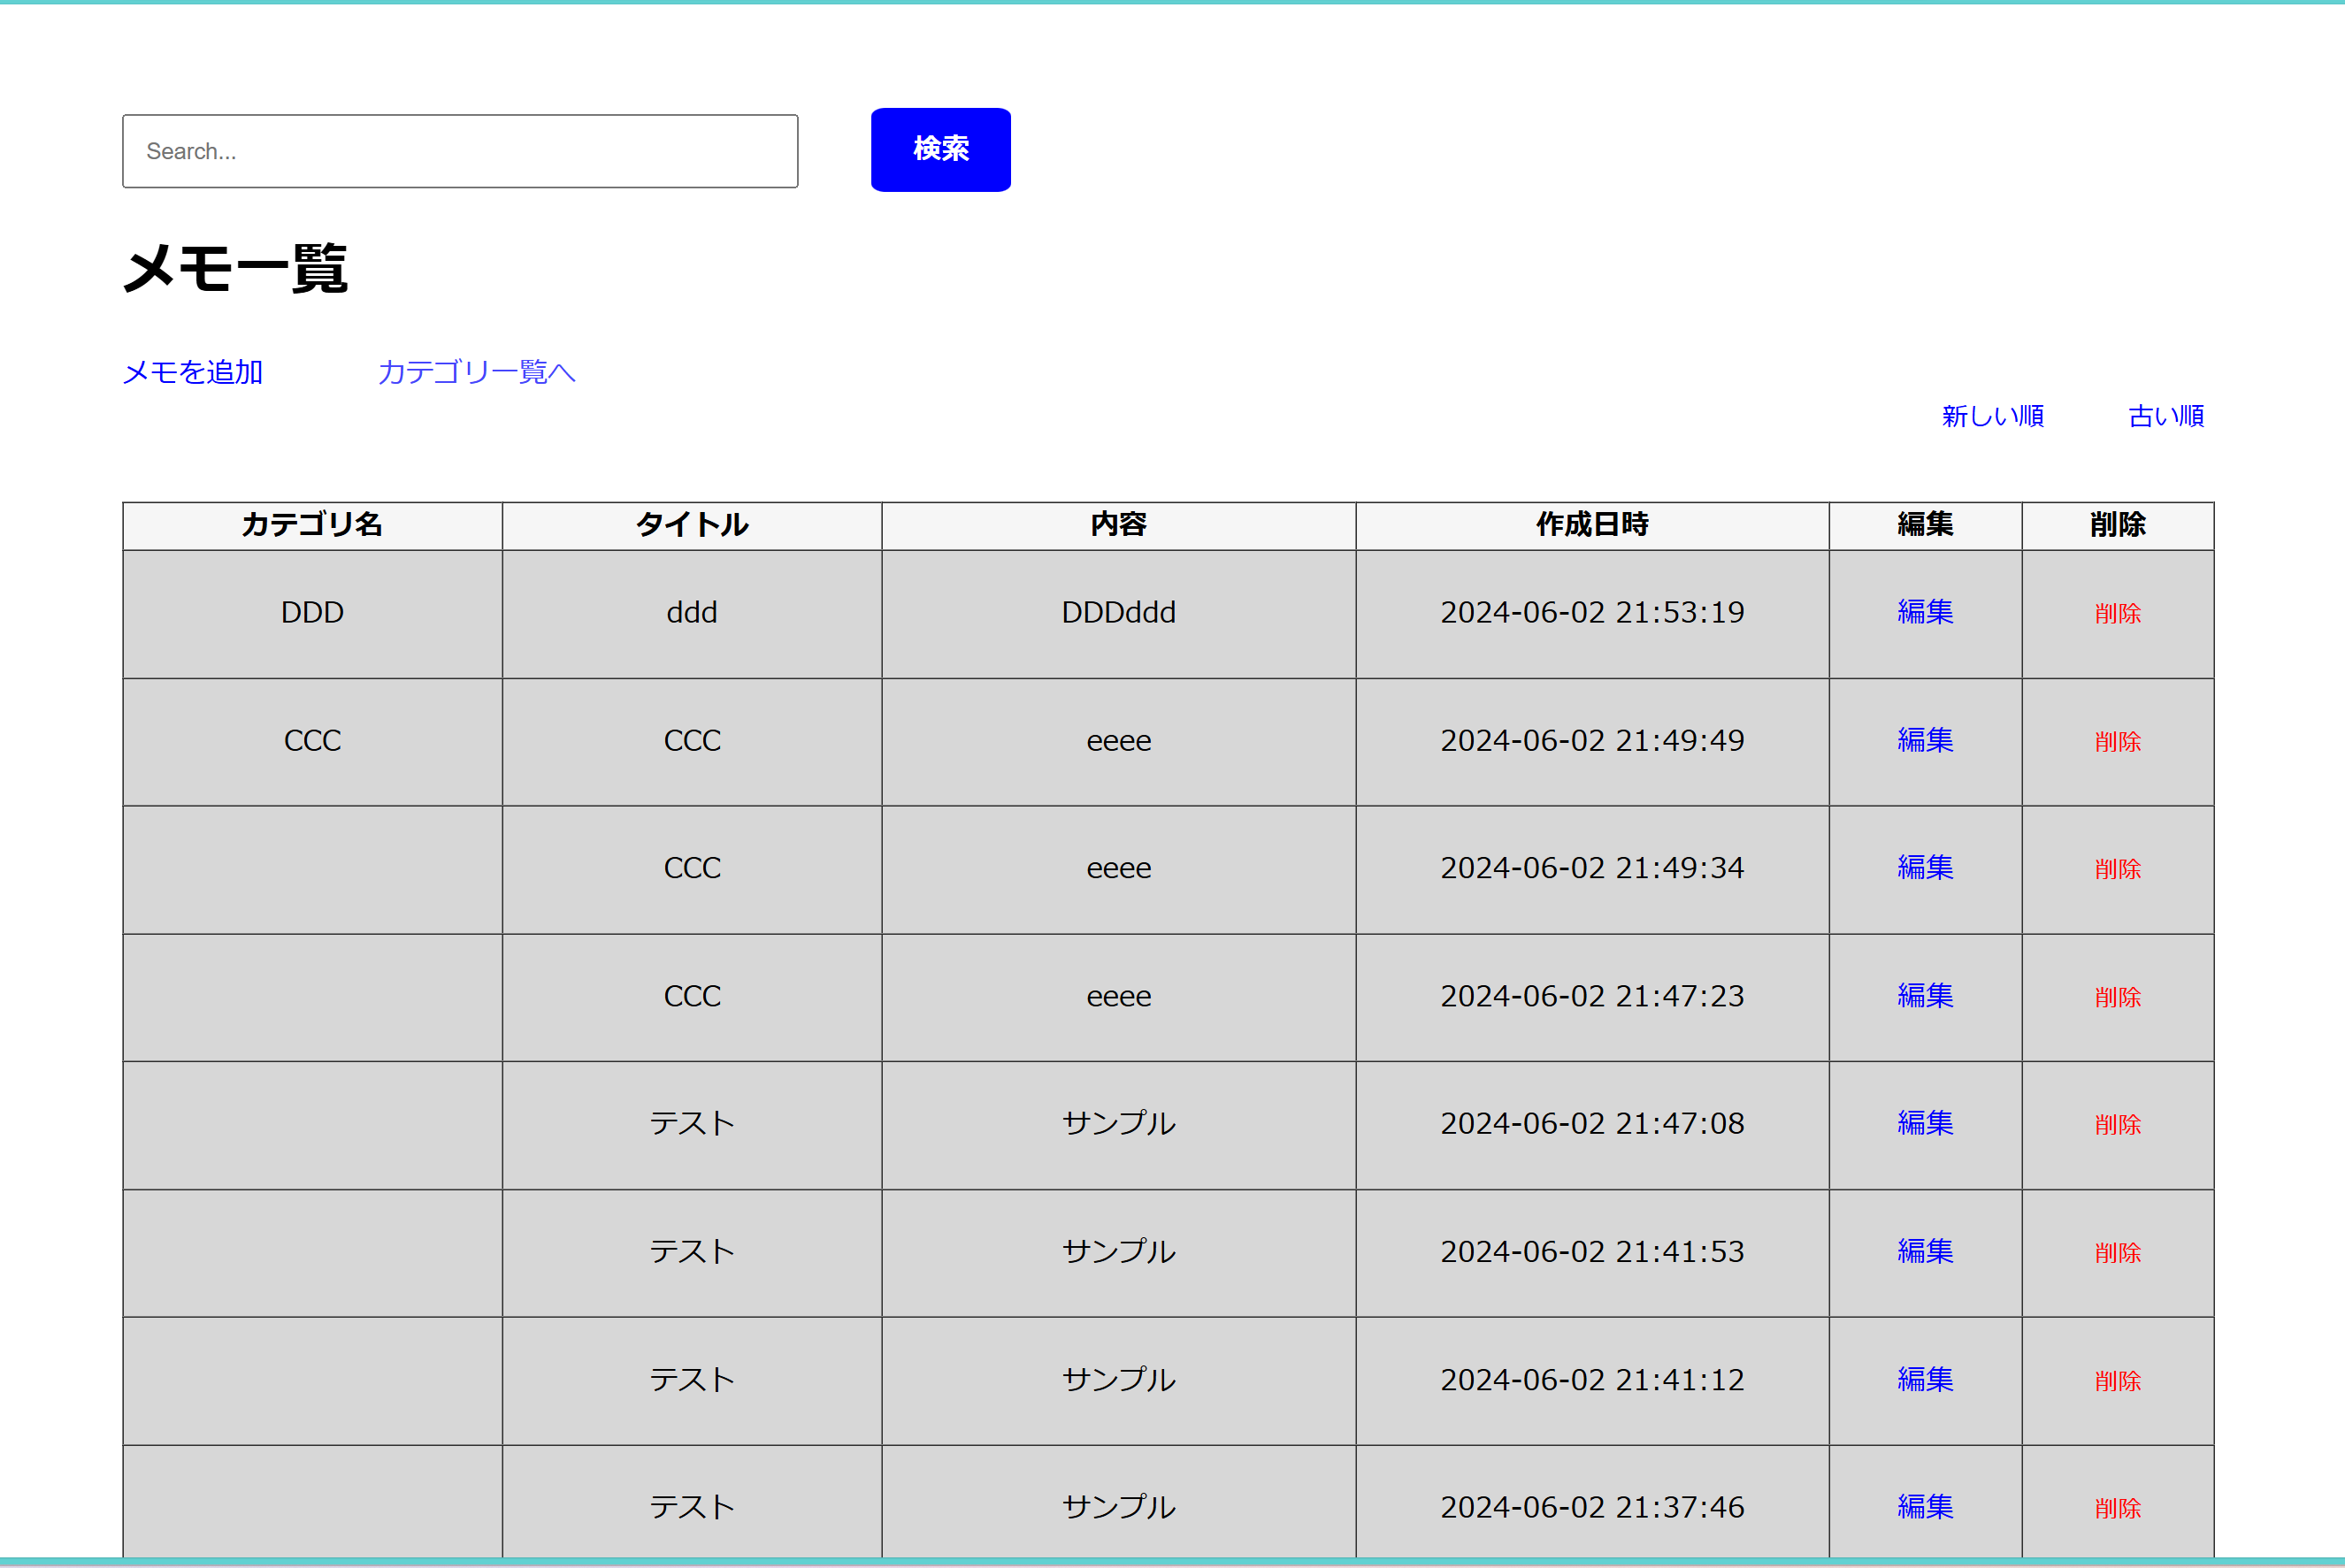 Search...
検索
メモ一覧
メモを追加 カテゴリ一覧へ
新しい順 古い順
カテゴリ名 タイトル 内容 作成日時 編集 削除
DDD ddd DDDddd 2024-06-02 21:53:19 編集 削除
CCC CCC eeee 2024-06-02 21:49:49 編集 削除
CCC eeee 2024-06-02 21:49:34 編集 削除
CCC eeee 2024-06-02 21:47:23 編集 削除
テスト サンプル 2024-06-02 21:47:08 編集 削除
テスト サンプル 2024-06-02 21:41:53 編集 削除
テスト サンプル 2024-06-02 21:41:12 編集 削除
テスト サンプル 2024-06-02 21:37:46 編集 削除